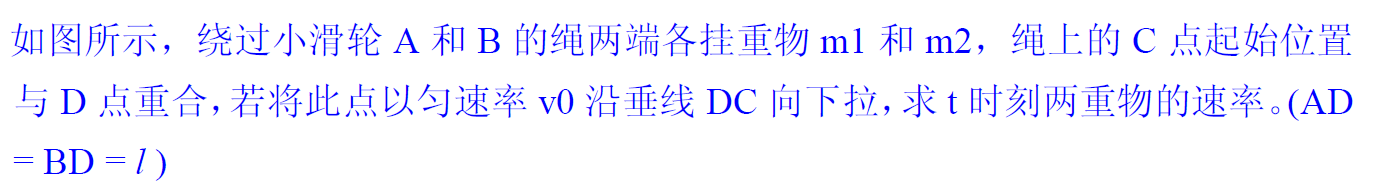 如图所示，绕过小滑轮 A 和 B 的绳两端各挂重物 m1 和 m2，绳上的 C 点起始位置
与 D 点重合，若将此点以匀速率 v0 沿垂线 DC 向下拉，求 t 时刻两重物的速率。(AD
= BD = l )